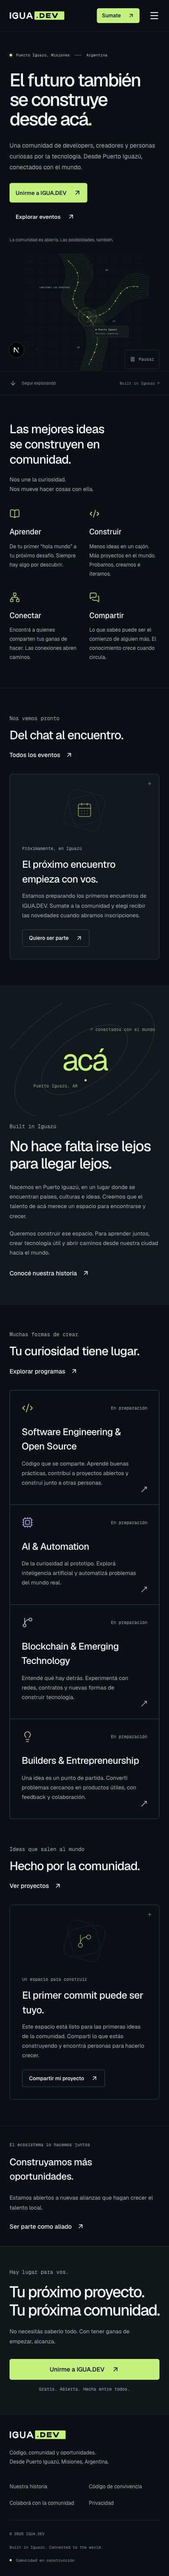 IGUA.DEV
Sumate
Puerto Iguazú, Misiones — Argentina
El futuro también
se construye
desde acá.
Una comunidad de developers, creadores y personas
curiosas por la tecnología. Desde Puerto Iguazú,
conectados con el mundo.
Unirme a IGUA.DEV
Explorar eventos
La comunidad es abierta. Las posibilidades, también.
Pausar
Seguí explorando
Built in Iguazú
Las mejores ideas
se construyen en
comunidad.
Nos une la curiosidad.
Nos mueve hacer cosas con ella.
Aprender
De tu primer "hola mundo" a
tu próximo desafío. Siempre
hay algo por descubrir.
Construir
Menos ideas en un cajón.
Más proyectos en el mundo.
Probamos, creamos e
iteramos.
Conectar
Encontrá a quienes
comparten tus ganas de
hacer. Las conexiones abren
caminos.
Compartir
Lo que sabés puede ser el
comienzo de alguien más. El
conocimiento crece cuando
circula.
Nos vemos pronto
Del chat al encuentro.
Todos los eventos
Próximamente, en Iguazú
El próximo encuentro
empieza con vos.
Estamos preparando los primeros encuentros de
IGUA.DEV. Sumate a la comunidad y elegí recibir
las novedades cuando abramos inscripciones.
Quiero ser parte
conectados con el mundo
acá
Puerto Iguazú, AR
Built in Iguazú
No hace falta irse lejos
para llegar lejos.
Nacemos en Puerto Iguazú, en un lugar donde se
encuentran países, culturas e ideas. Creemos que el
talento de acá merece un espacio para encontrarse y
crecer.
Queremos construir ese espacio. Para aprender juntos,
crear tecnología útil y abrir caminos desde nuestra ciudad
hacia el mundo.
Conocé nuestra historia
Muchas formas de crear
Tu curiosidad tiene lugar.
Explorar programas
En preparación
Software Engineering &
Open Source
Código que se comparte. Aprendé buenas
prácticas, contribuí a proyectos abiertos y
construí junto a otras personas.
En preparación
AI & Automation
De la curiosidad al prototipo. Explorá
inteligencia artificial y automatizá problemas
del mundo real.
En preparación
Blockchain & Emerging
Technology
Entendé qué hay detrás. Experimentá con
redes, contratos y nuevas formas de
construir tecnología.
En preparación
Builders & Entrepreneurship
Una idea es un punto de partida. Convertí
problemas cercanos en productos útiles, con
feedback y colaboración.
Ideas que salen al mundo
Hecho por la comunidad.
Ver proyectos
Un espacio para construir
El primer commit puede ser
tuyo.
Este espacio está listo para las primeras ideas
de la comunidad. Compartí lo que estás
construyendo y encontrá personas para hacerlo
crecer.
Compartir mi proyecto
El ecosistema lo hacemos juntos
Construyamos más
oportunidades.
Estamos abiertos a nuevas alianzas que hagan crecer el
talento local.
Ser parte como aliado
Hay lugar para vos.
Tu próximo proyecto.
Tu próxima comunidad.
No necesitás saberlo todo. Con tener ganas de
empezar, alcanza.
Unirme a IGUA.DEV
Gratis. Abierta. Hecha entre todos.
IGUA.DEV
Código, comunidad y oportunidades.
Desde Puerto Iguazú, Misiones, Argentina.
Nuestra historia
Código de convivencia
Colaborá con la comunidad
Privacidad
© 2026 IGUA.DEV
Built in Iguazú. Connected to the world.
Comunidad en construcción